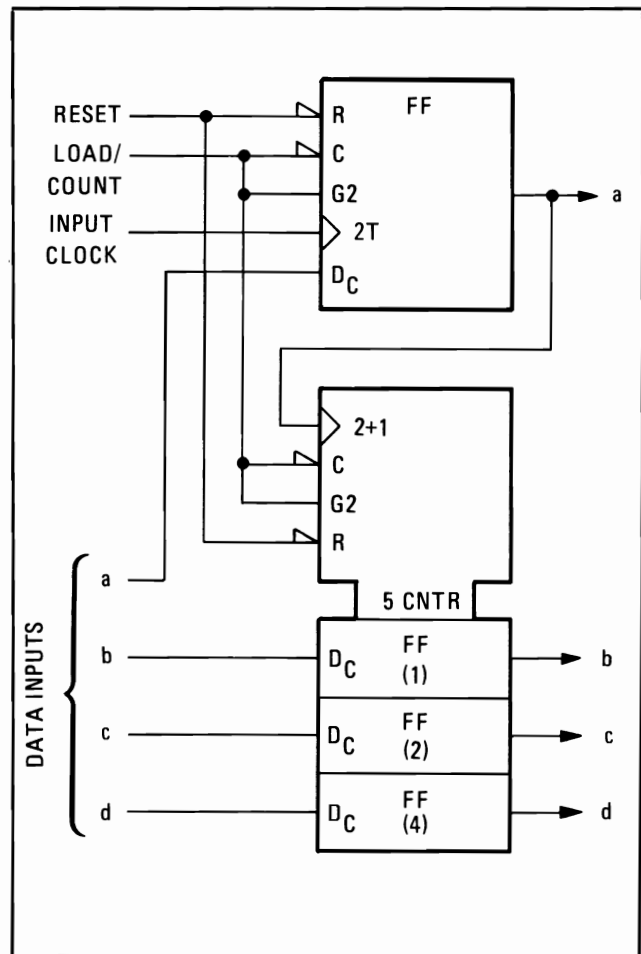 RESET
LOAD/
COUNT
INPUT
CLOCK
R FF
C
G2
2T
DC
a
2+1
C
G2
R
5 CNTR
DATA INPUTS
a
b DC FF b
(1)
c DC FF c
(2)
d DC FF d
(4)